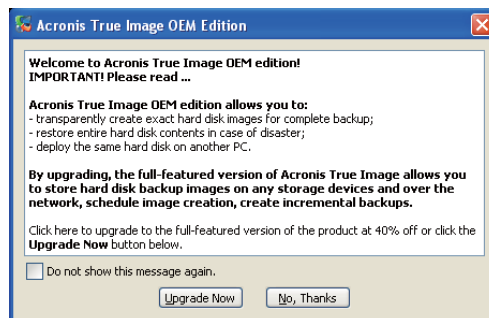 Acronis True Image OEM Edition
Welcome to Acronis True Image OEM edition!
IMPORTANT! Please read ...
Acronis True Image OEM edition allows you to:
- transparently create exact hard disk images for complete backup;
- restore entire hard disk contents in case of disaster;
- deploy the same hard disk on another PC.
By upgrading, the full-featured version of Acronis True Image allows you
to store hard disk backup images on any storage devices and over the
network, schedule image creation, create incremental backups.
Click here to upgrade to the full-featured version of the product at 40% off or click the
Upgrade Now button below.
Do not show this message again.
Upgrade Now
No, Thanks